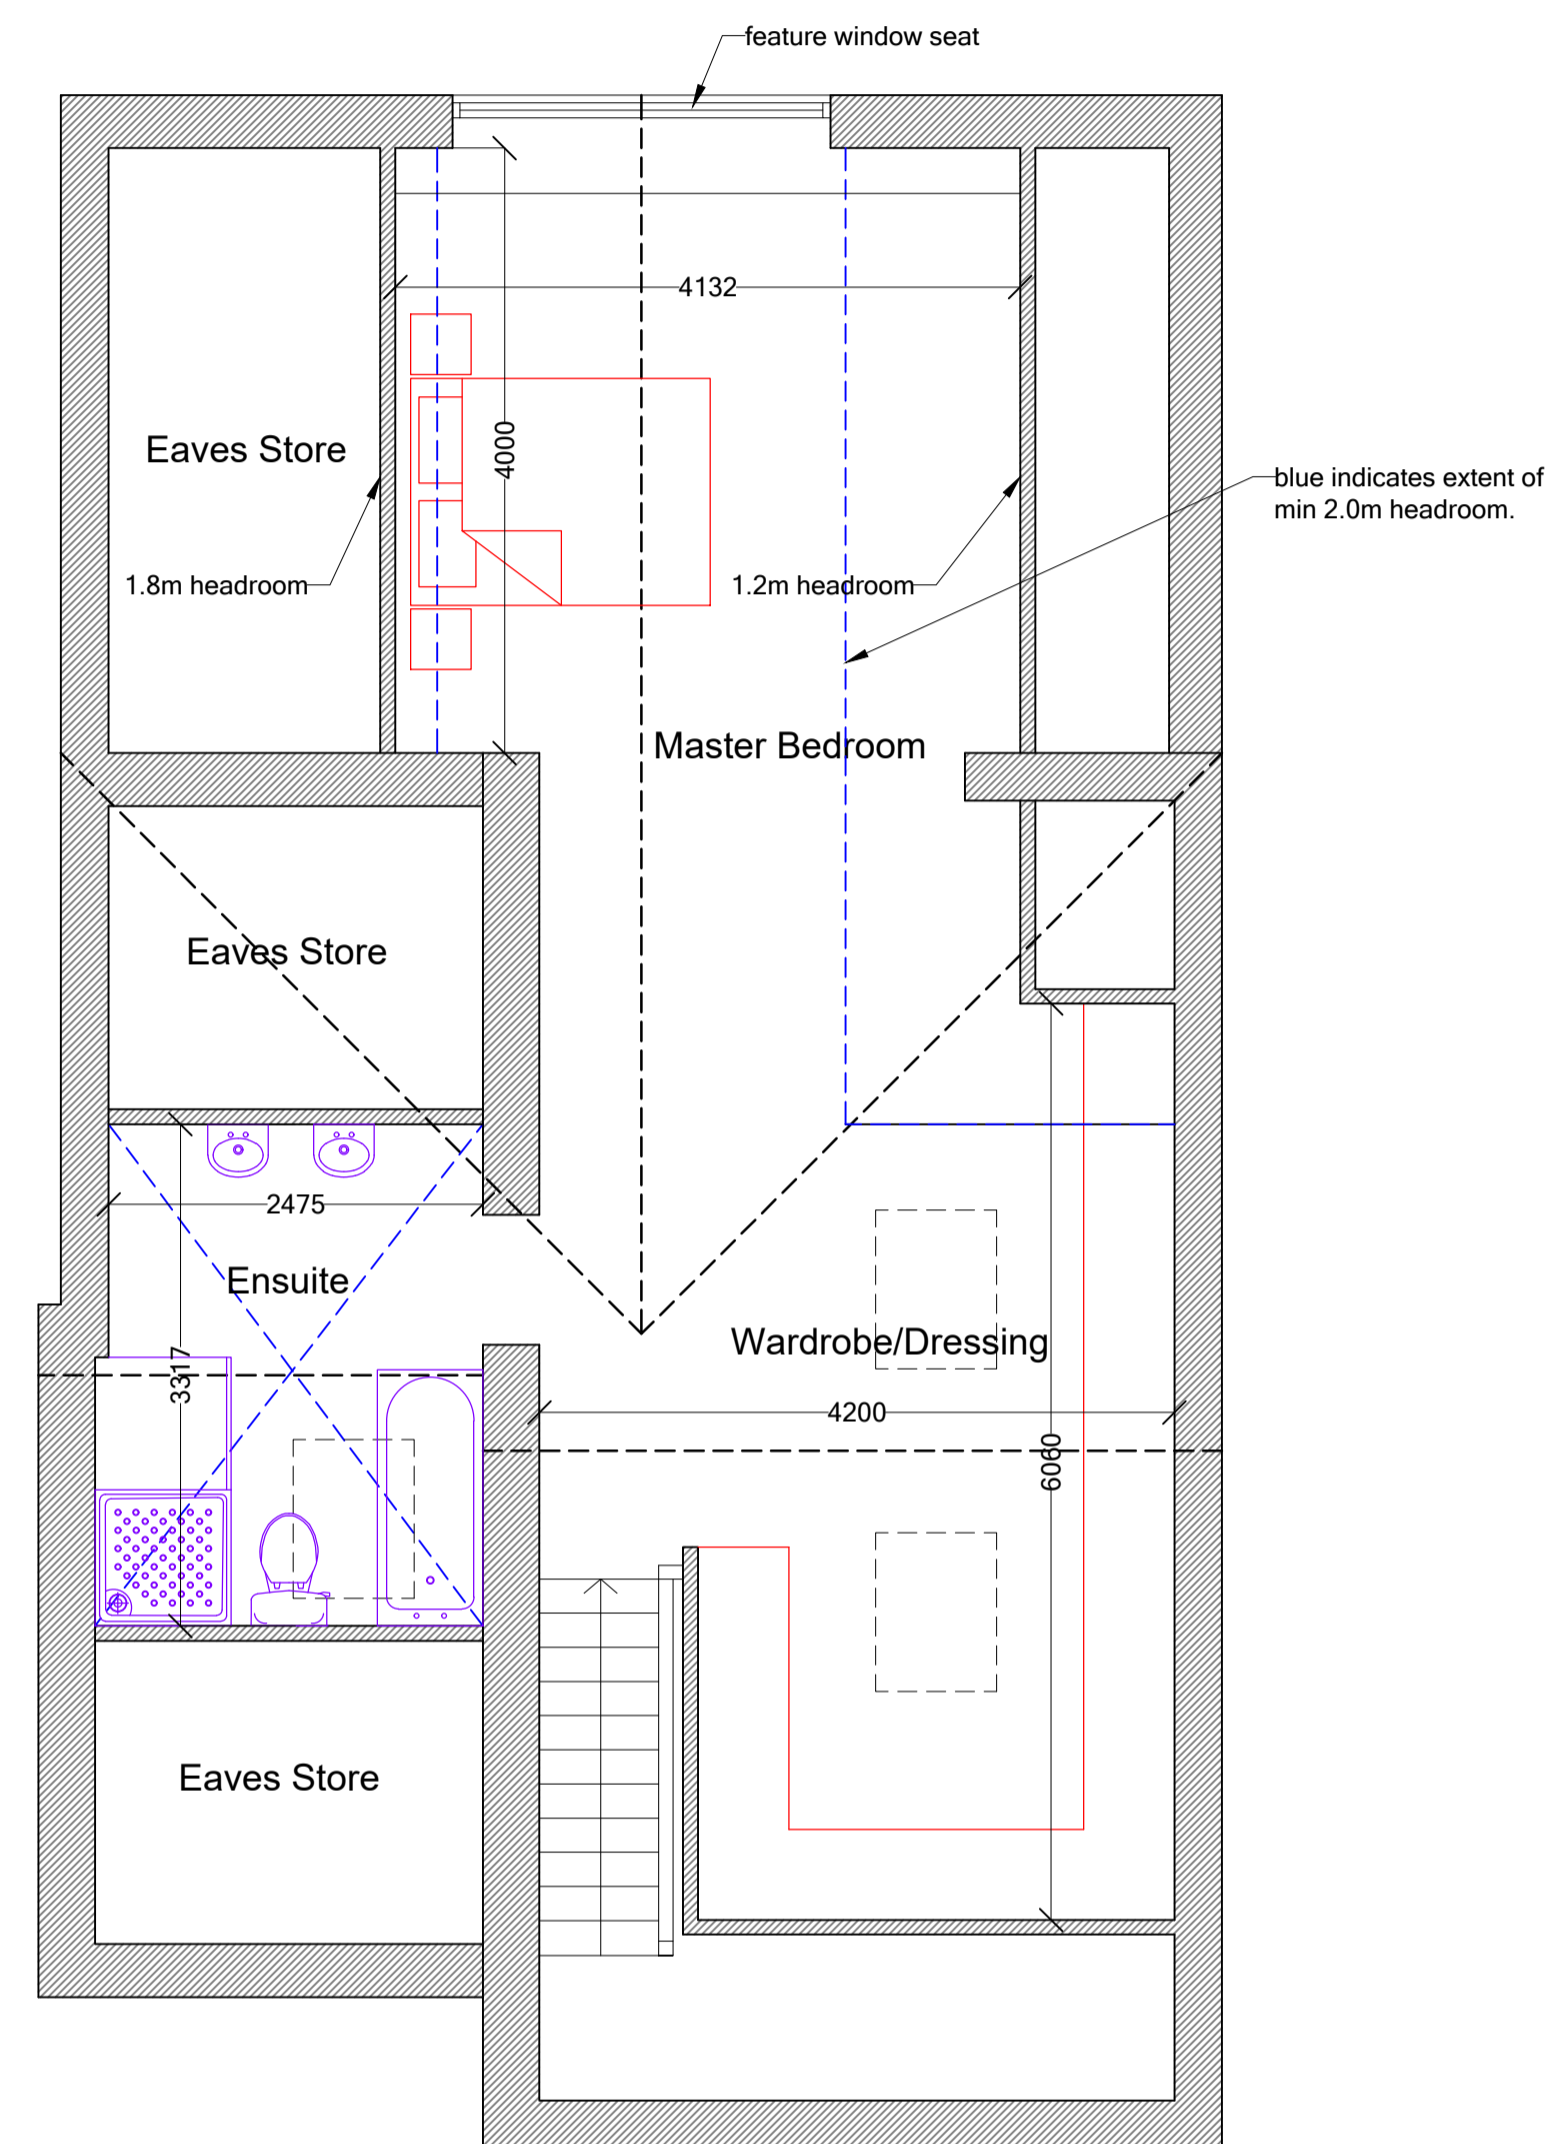 feature window seat
4132
Eaves Store
4000
blue indicates extent of
min 2.0m headroom.
1.8m headroom
1.2m headroom
Master Bedroom
Eaves Store
2475
Ensuite
Wardrobe/Dressing
3317
4200
6060
Eaves Store